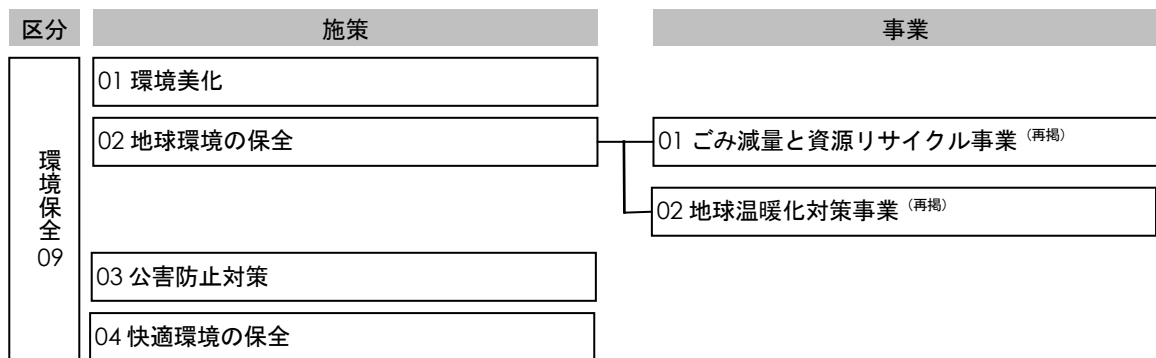 区分 施策 事業
環境保全 09
01 環境美化
02 地球環境の保全
01 ごみ減量と資源リサイクル事業（再掲）
02 地球温暖化対策事業（再掲）
03 公害防止対策
04 快適環境の保全